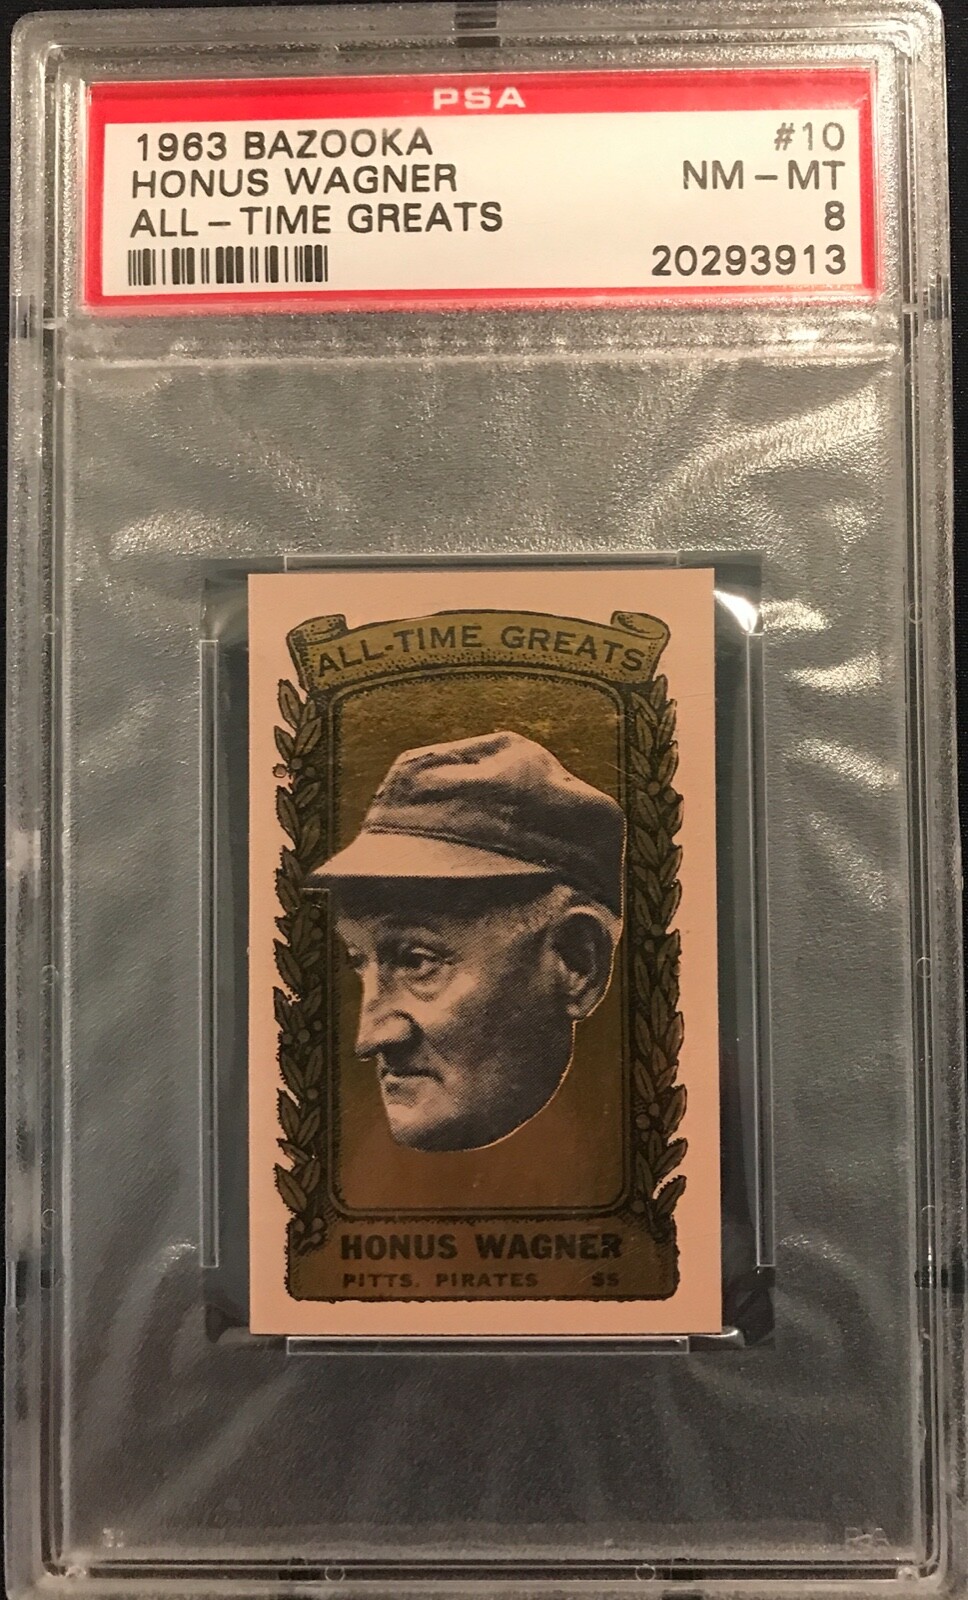 PSA
1963 BAZOOKA #10
HONUS WAGNER NM-MT
ALL-TIME GREATS 8
20293913
ALL-TIME GREATS
HONUS WAGNER
PITTS. PIRATES SS
PSA